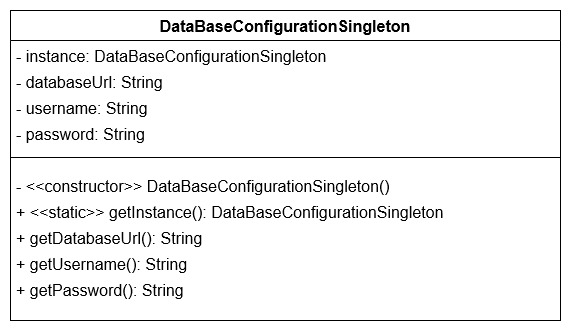 DataBaseConfigurationSingleton
- instance: DataBaseConfigurationSingleton
- databaseUrl: String
- username: String
- password: String
- <<constructor>> DataBaseConfigurationSingleton()
+ <<static>> getInstance(): DataBaseConfigurationSingleton
+ getDatabaseUrl(): String
+ getUsername(): String
+ getPassword(): String